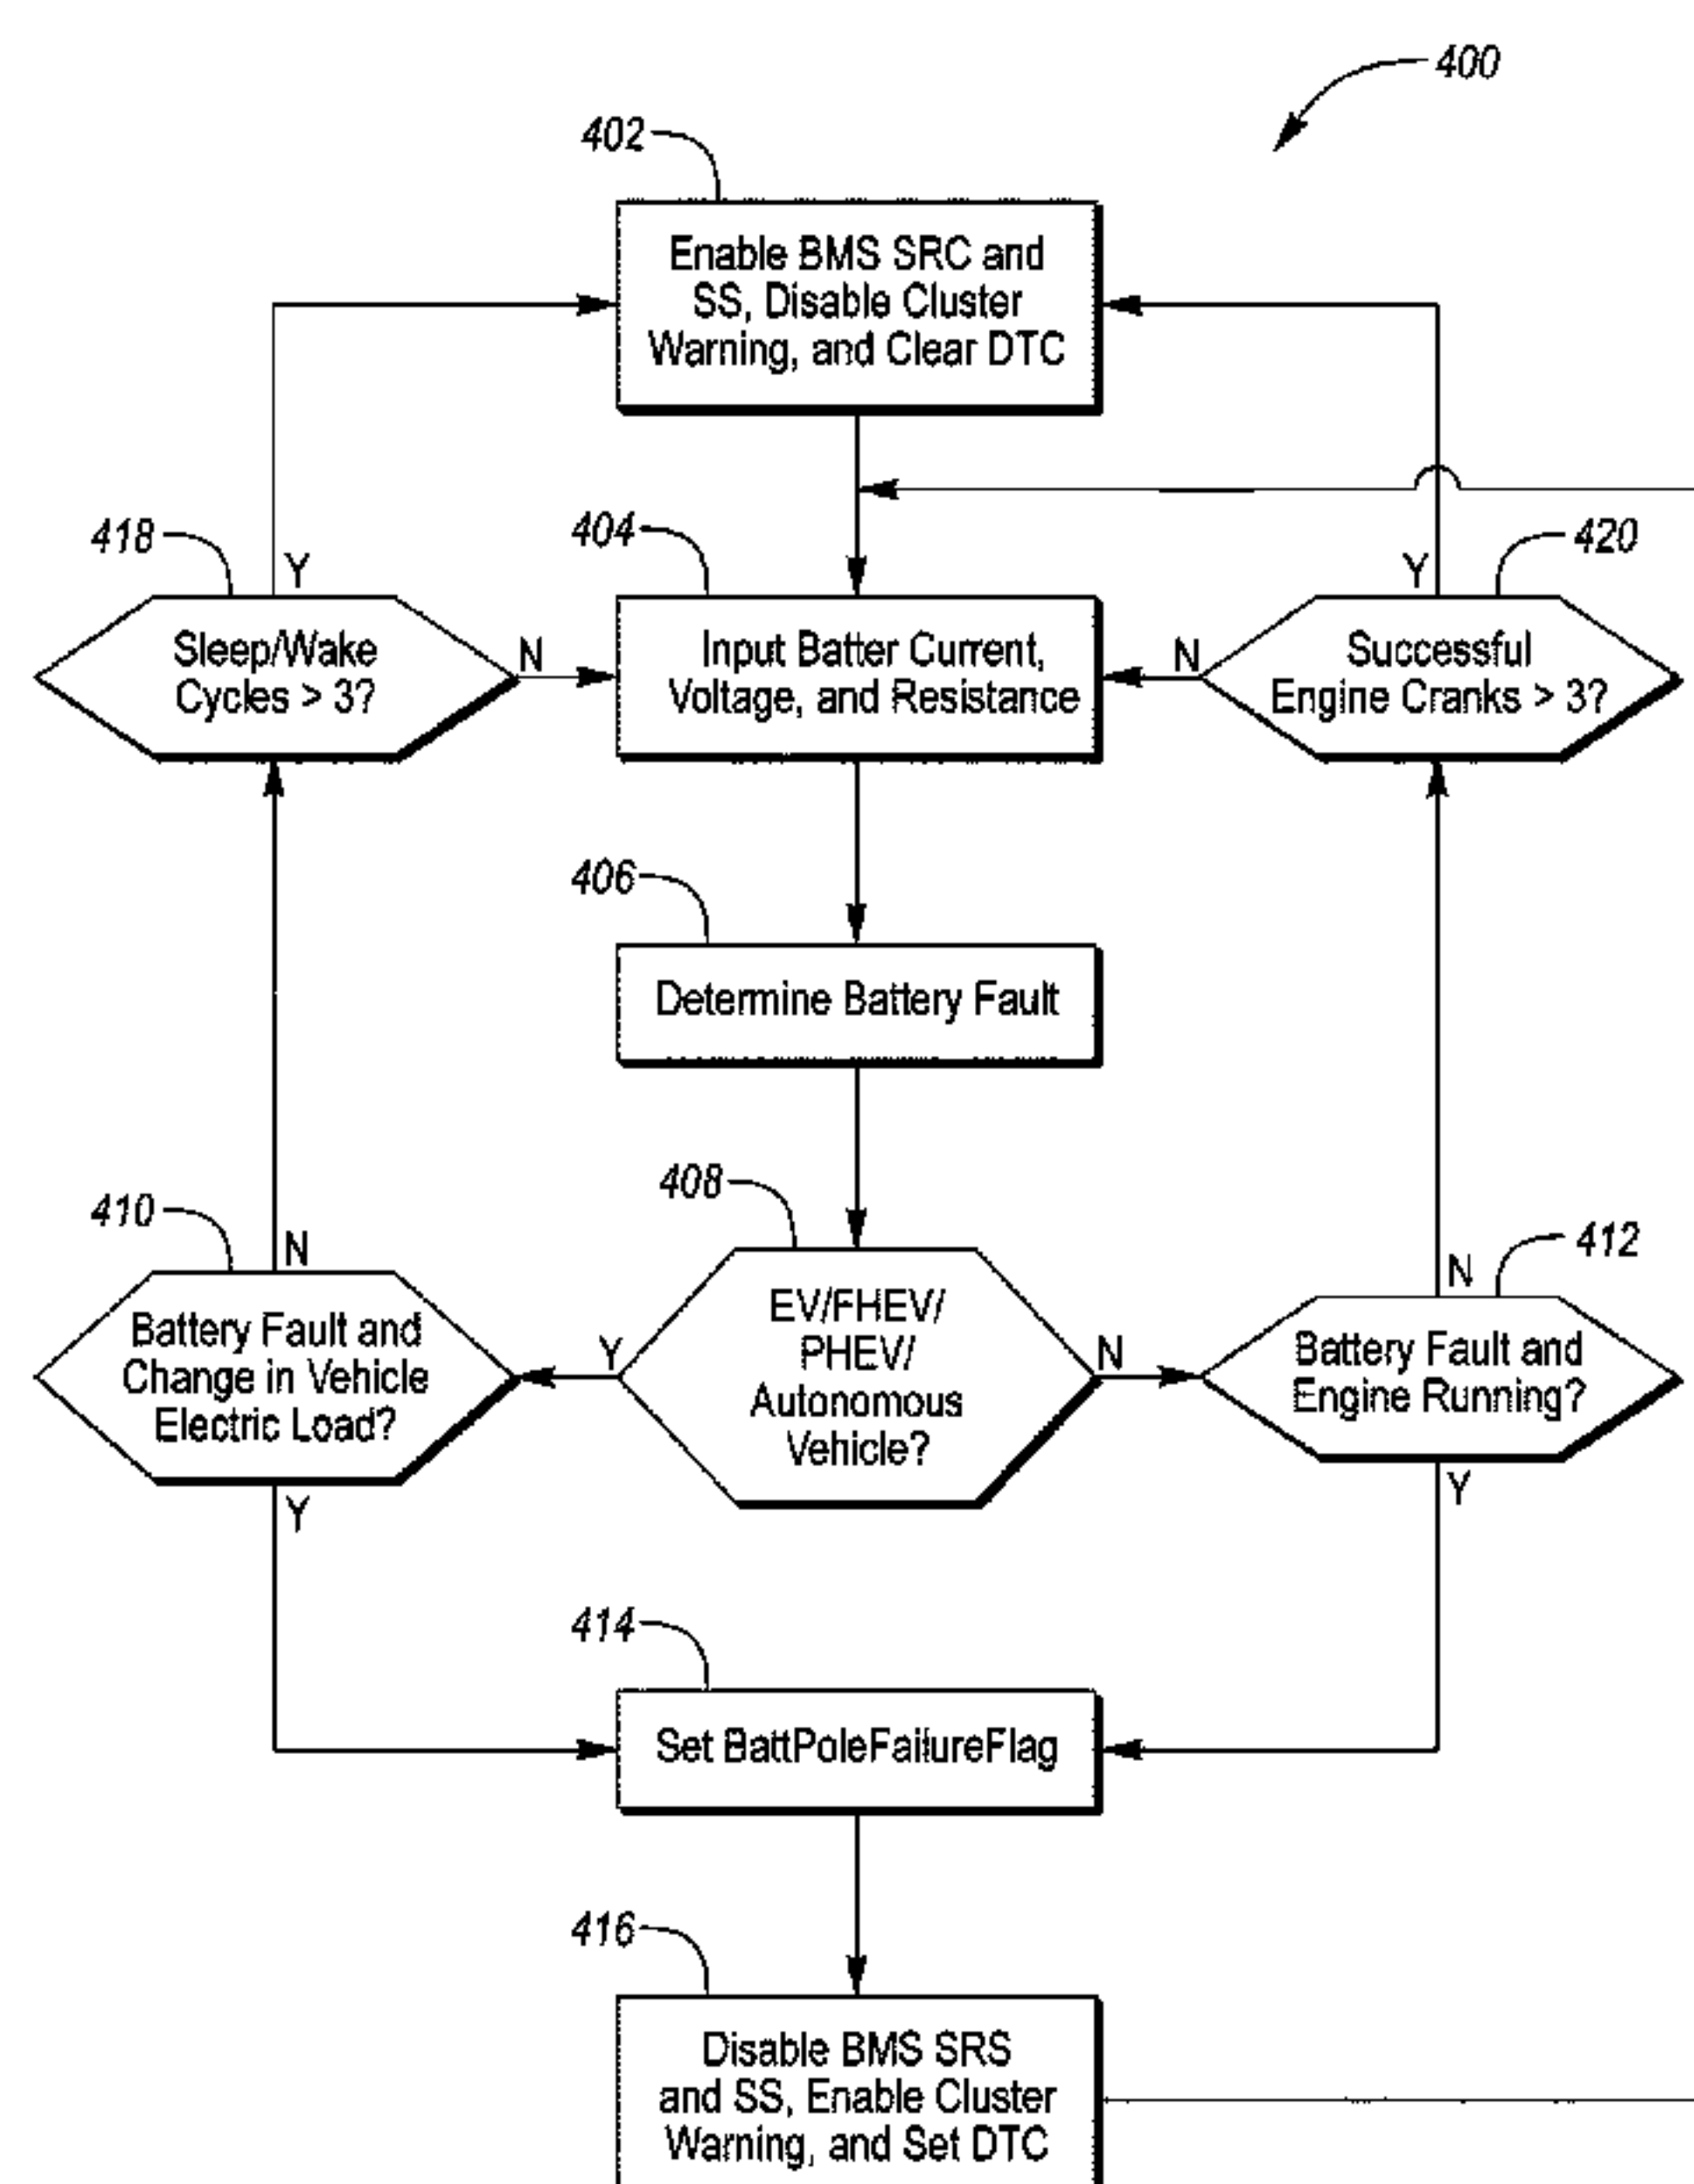 400
402
Enable BMS SRC and
SS, Disable Cluster
Warning, and Clear DTC
418
Y
Sleep/Wake
Cycles > 3?
N
404
Input Batter Current,
Voltage, and Resistance
420
Y
Successful
Engine Cranks > 3?
N
406
Determine Battery Fault
408
EV/FHEV/
PHEV/
Autonomous
Vehicle?
Y
N
410
N
Battery Fault and
Change in Vehicle
Electric Load?
Y
412
N
Battery Fault and
Engine Running?
Y
414
Set BattPoleFailureFlag
416
Disable BMS SRS
and SS, Enable Cluster
Warning, and Set DTC